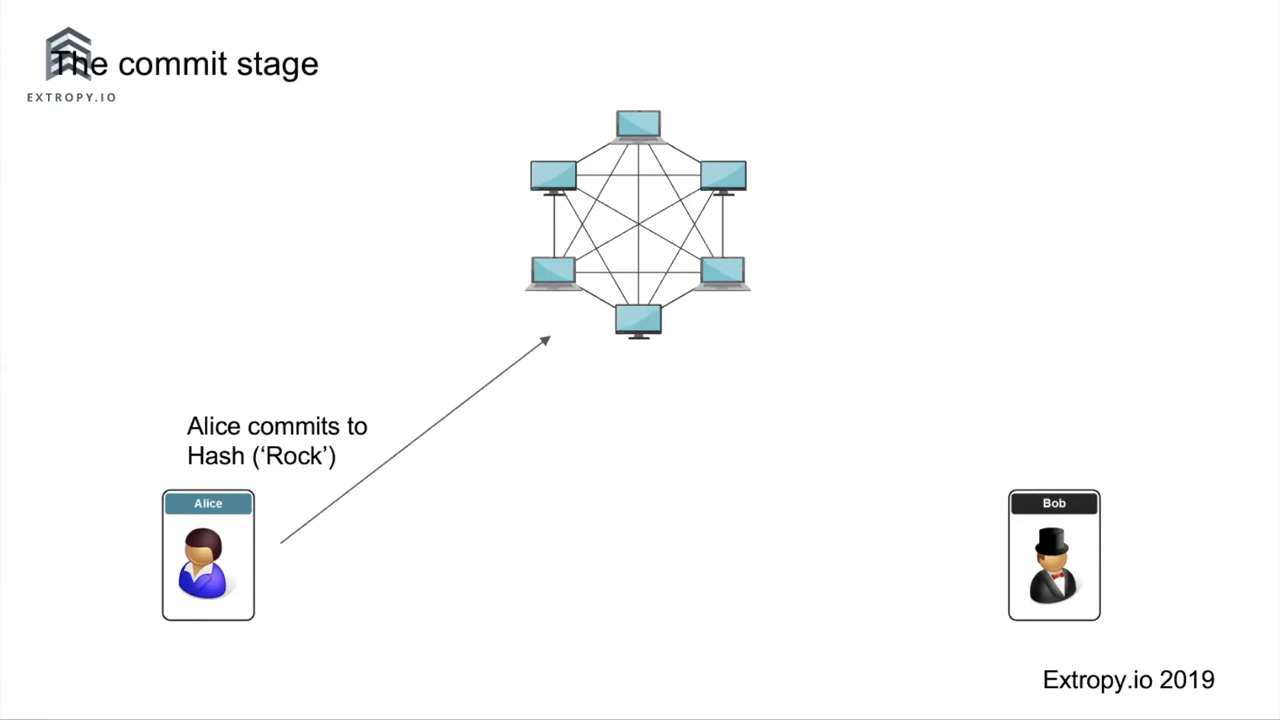 The commit stage
EXTROPY.IO
Alice commits to
Hash (‘Rock’)
Alice
Bob
Extropy.io 2019